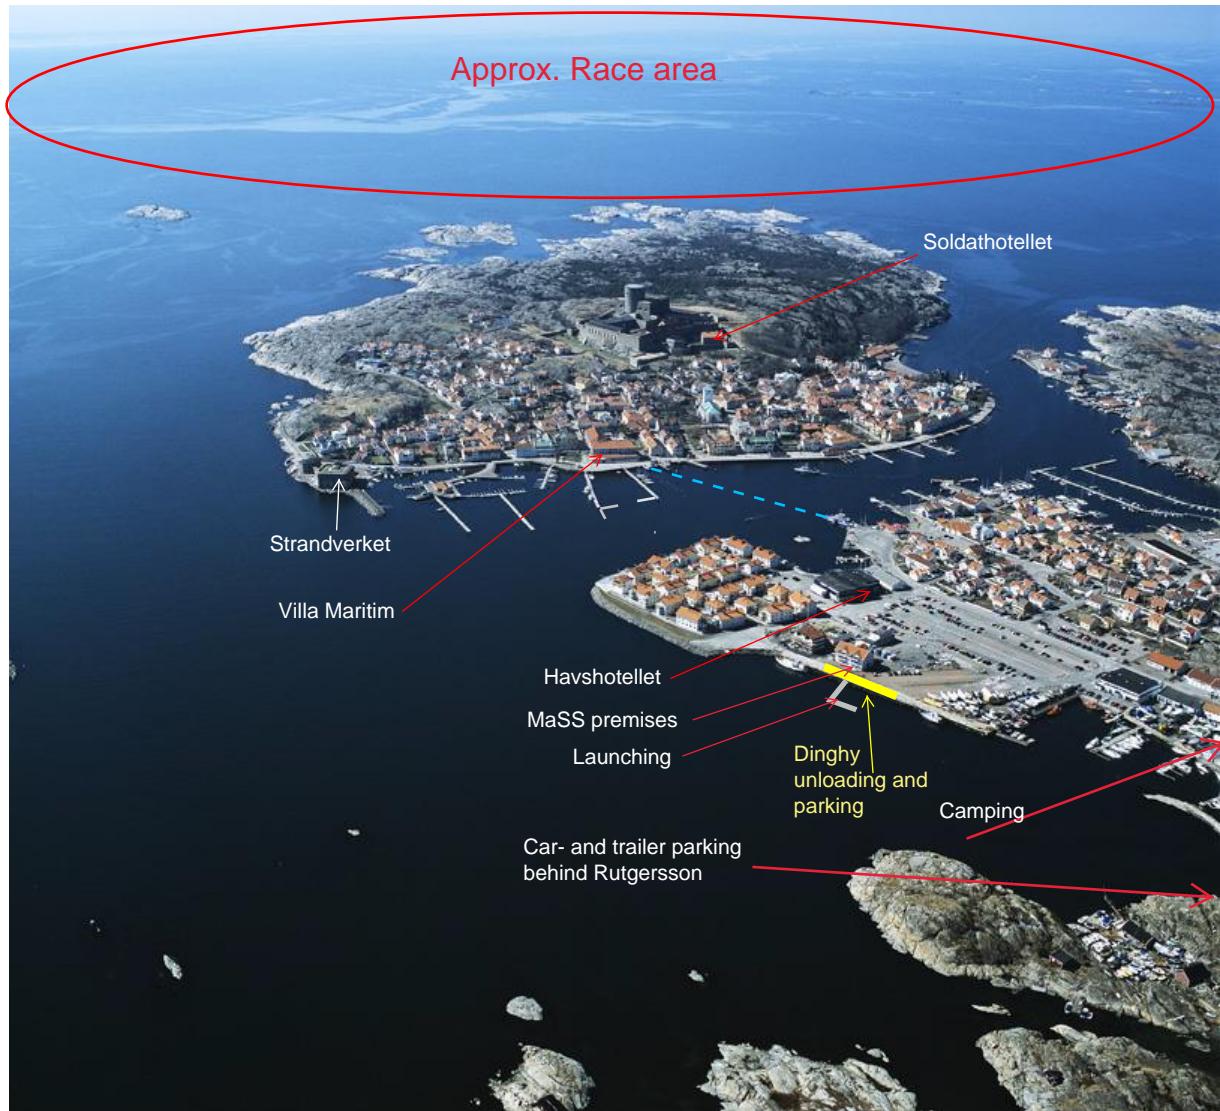 Approx. Race area
Soldathotellet
Strandverket
Villa Maritim
Havshotellet
MaSS premises
Launching
Dinghy
unloading and
parking
Camping
Car- and trailer parking
behind Rutgersson